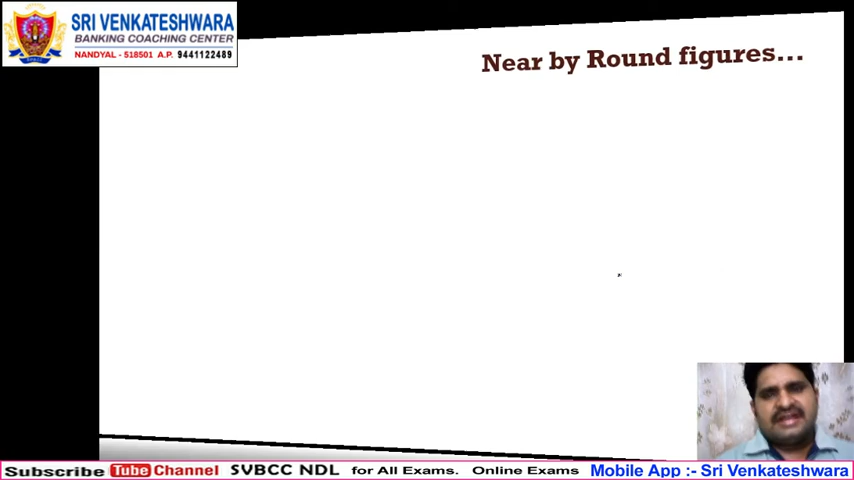 SRI VENKATESHWARA
BANKING COACHING CENTER
NANDYAL - 518501 A.P. 9441122489
Near by Round figures...
Subscribe Tube Channel SVBCC NDL for All Exams. Online Exams Mobile App :- Sri Venkateshwara